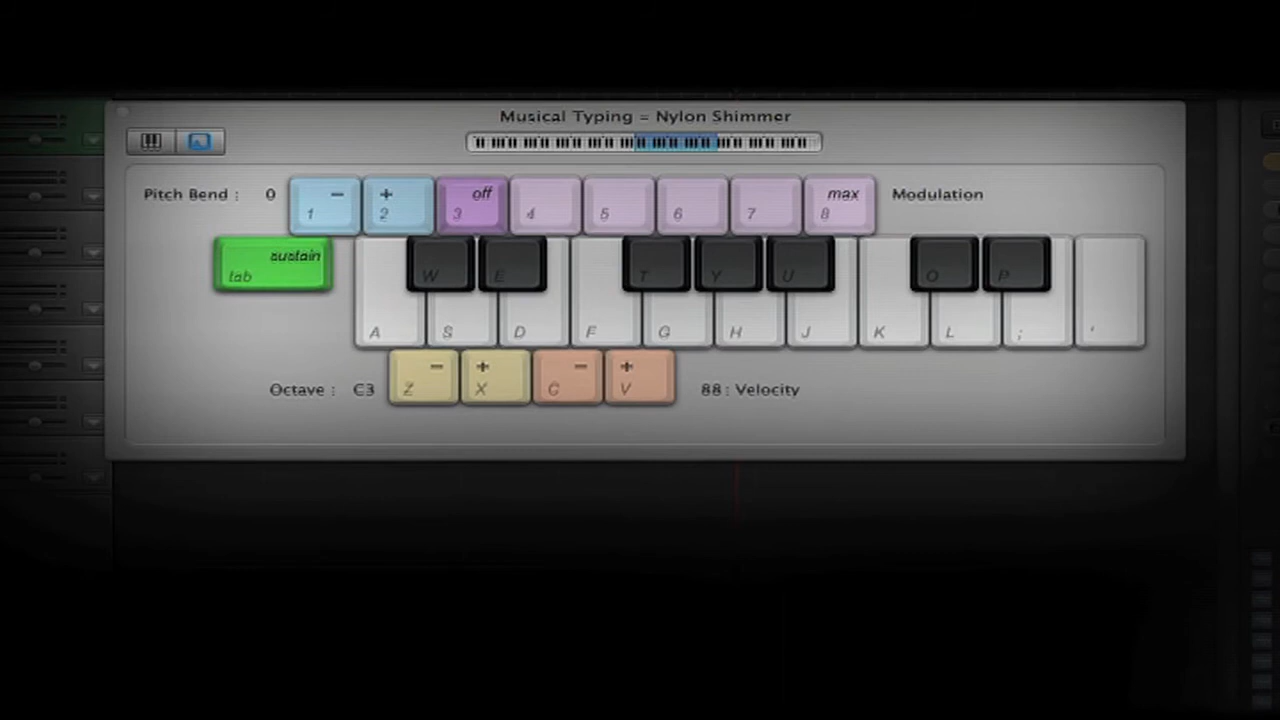 Musical Typing – Nylon Shimmer
Pitch Bend : 0
– 1
+ 2
off 3
4
5
6
7
max 8
Modulation
sustain
tab
W E T Y U O P
A S D F G H J K L ; '
Octave : C3
– Z
+ X
– C
+ V
88 : Velocity